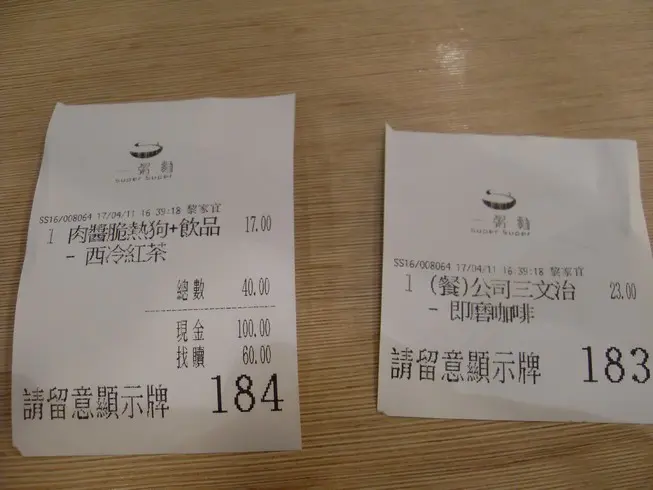 一粥麵
super super
SS16/008064 17/04/11 16:39:18 黎家宜
1 肉醬脆熱狗+飲品 17.00
- 西冷紅茶
總數 40.00
現金 100.00
找贖 60.00
請留意顯示牌 184
一粥麵
super super
SS16/008064 17/04/11 16:39:18 黎家宜
1 (餐)公司三文治 23.00
- 即磨咖啡
請留意顯示牌 183